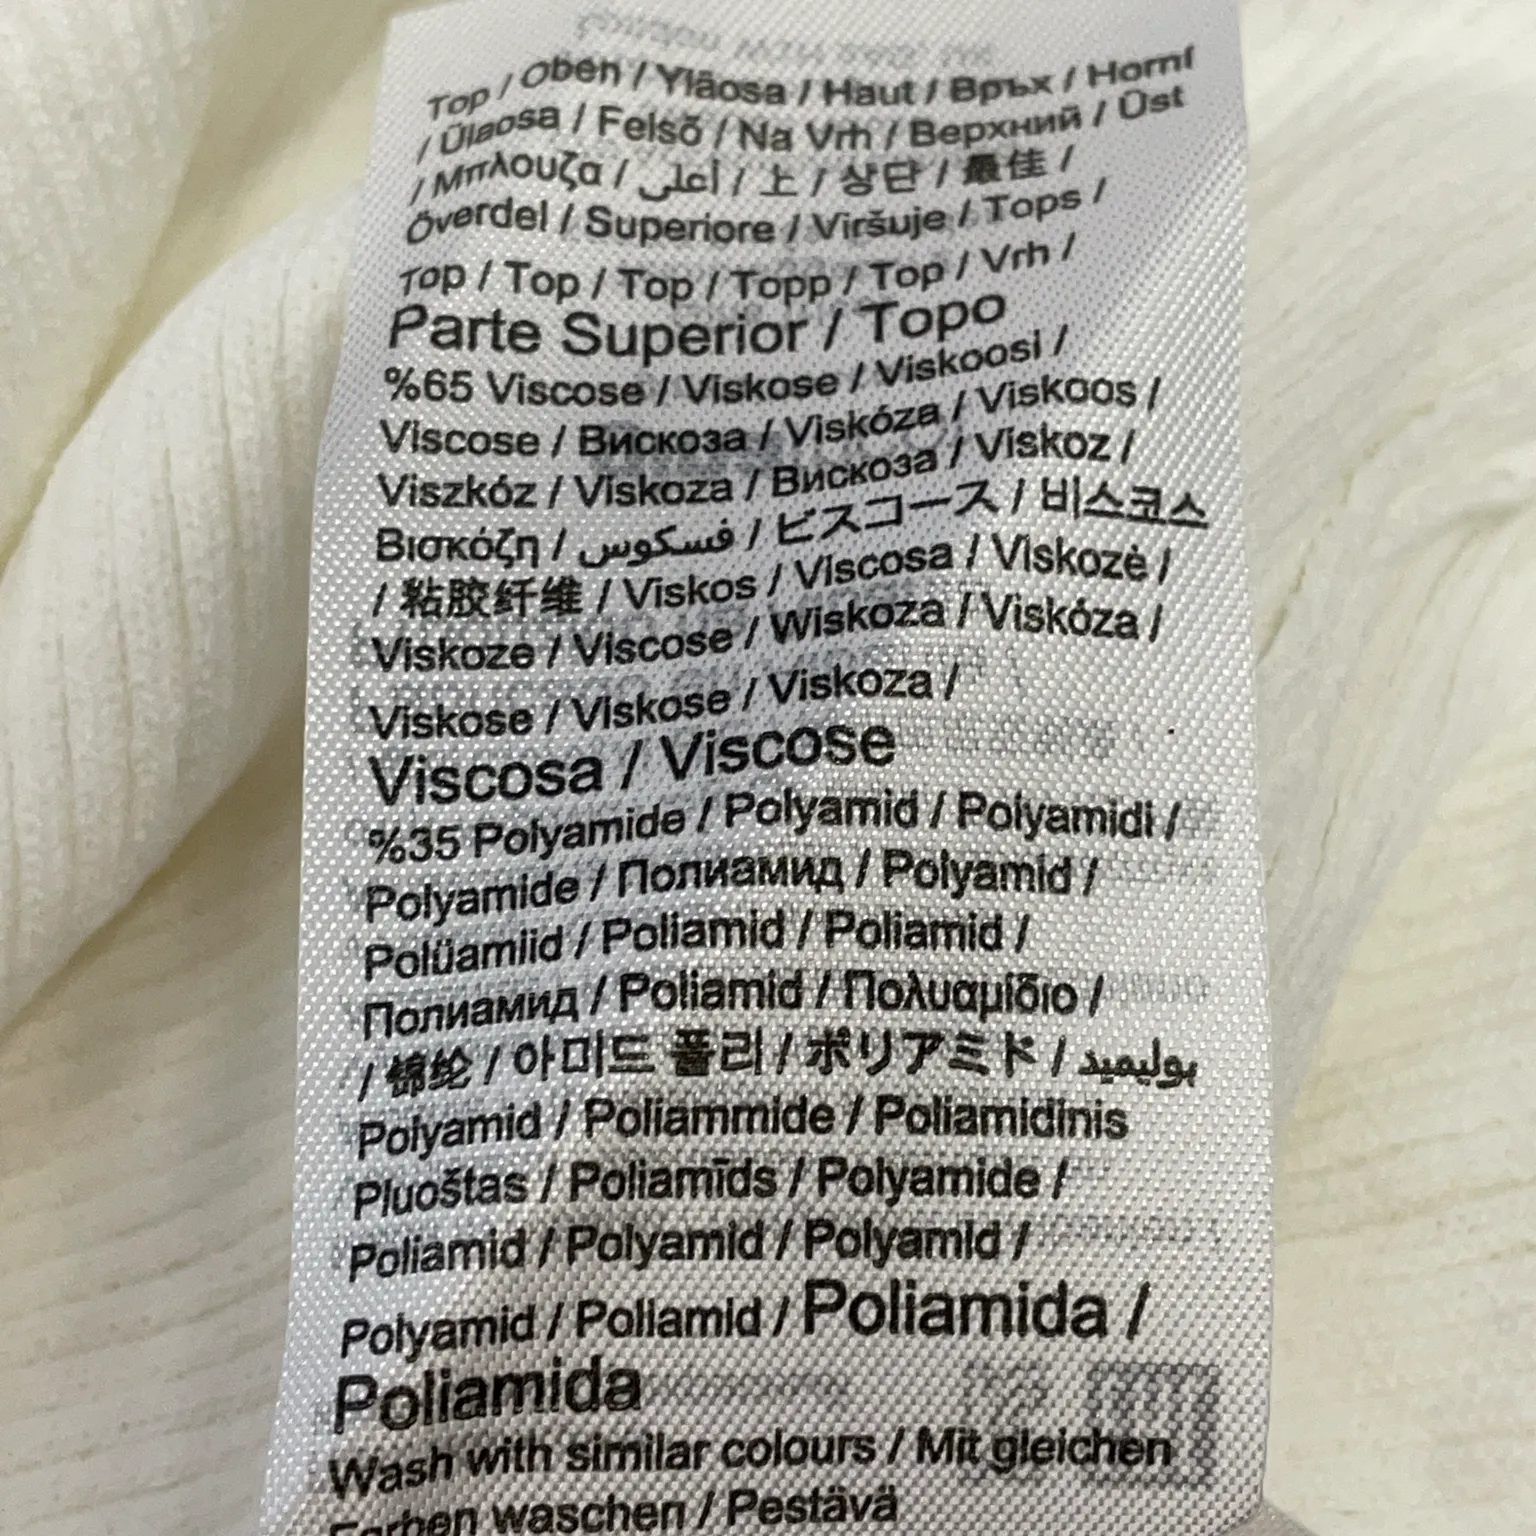 Top / Oben / Yläosa / Haut / Връх / Horní
/ Ülaosa / Felső / Na Vrh / Верхний / Üst
/ Μπλούζα / أعلى / 上 / 상단 / 最佳 /
Överdel / Superiore / Viršuje / Tops /
Top / Top / Top / Topp / Top / Vrh /
Parte Superior / Topo
%65 Viscose / Viskose / Viskoosi /
Viscose / Вискоза / Viskóza / Viskoos /
Viszkóz / Viskoza / Вискоза / Viskoz /
Βισκόζη / فسكوس / ビスコース / 비스코스
/ 粘胶纤维 / Viskos / Viscosa / Viskozė /
Viskoze / Viscose / Wiskoza / Viskóza /
Viskose / Viskose / Viskoza /
Viscosa / Viscose
%35 Polyamide / Polyamid / Polyamidi /
Polyamide / Полиамид / Polyamid /
Polüamiid / Poliamid / Poliamid /
Полиамид / Poliamid / Πολυαμίδιο /
/ 锦纶 / 아미드 폴리 / ポリアミド / بوليميد
Polyamid / Poliammide / Poliamidinis
Pluoštas / Poliamīds / Polyamide /
Poliamid / Polyamid / Polyamid /
Polyamid / Poliamid / Poliamida /
Poliamida
Wash with similar colours / Mit gleichen
Farben waschen / Pestävä